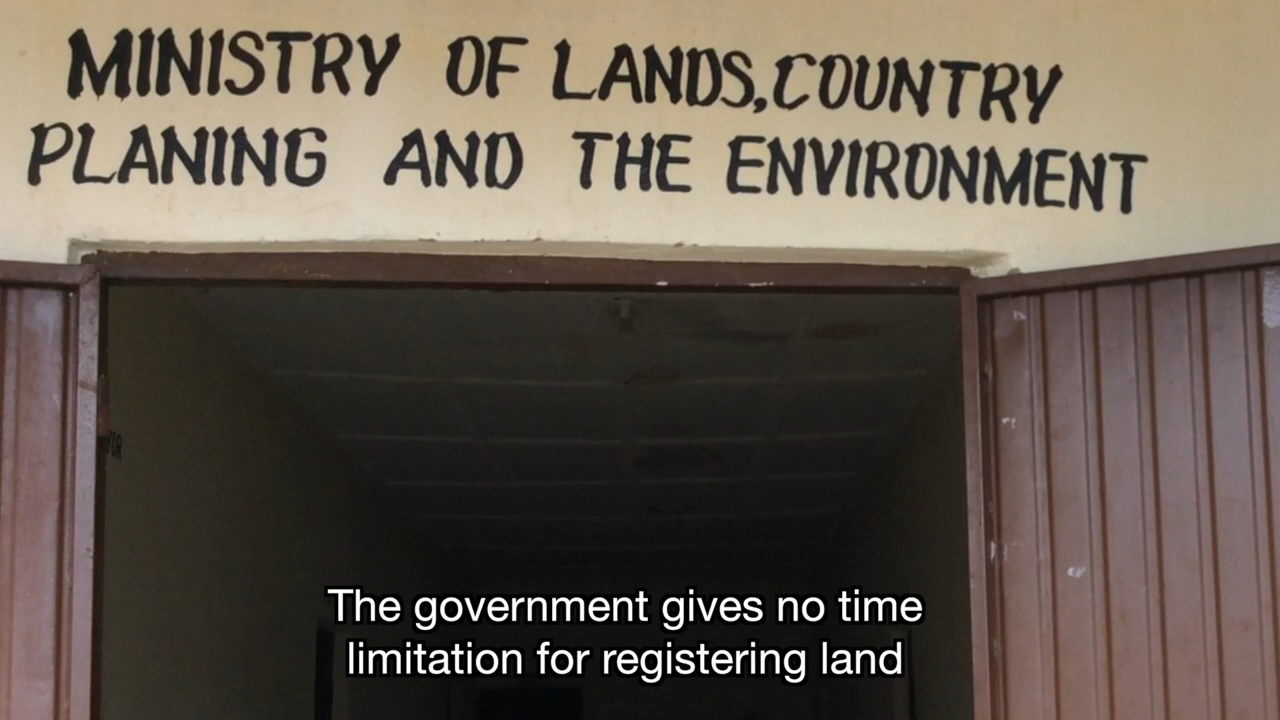 MINISTRY OF LANDS,COUNTRY
PLANING AND THE ENVIRONMENT
The government gives no time
limitation for registering land